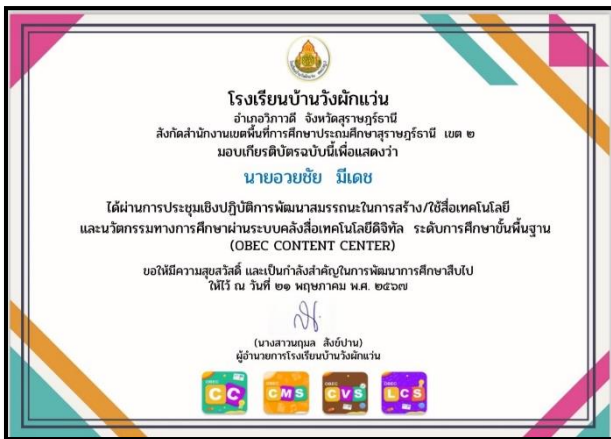 โรงเรียนบ้านวังผักแว่น
อำเภอวิภาวดี จังหวัดสุราษฎร์ธานี
สังกัดสำนักงานเขตพื้นที่การศึกษาประถมศึกษาสุราษฎร์ธานี เขต ๒
มอบเกียรติบัตรฉบับนี้เพื่อแสดงว่า
นายอวยชัย มีเดช
ได้ผ่านการประชุมเชิงปฏิบัติการพัฒนาสมรรถนะในการสร้าง/ใช้สื่อเทคโนโลยี
และนวัตกรรมทางการศึกษาผ่านระบบคลังสื่อเทคโนโลยีดิจิทัล ระดับการศึกษาขั้นพื้นฐาน
(OBEC CONTENT CENTER)
ขอให้มีความสุขสวัสดิ์ และเป็นกำลังสำคัญในการพัฒนาการศึกษาสืบไป
ให้ไว้ ณ วันที่ ๒๑ พฤษภาคม พ.ศ. ๒๕๖๗
(นางสาวนฤมล สังข์ปาน)
ผู้อำนวยการโรงเรียนบ้านวังผักแว่น
CC CMS CVS LCS